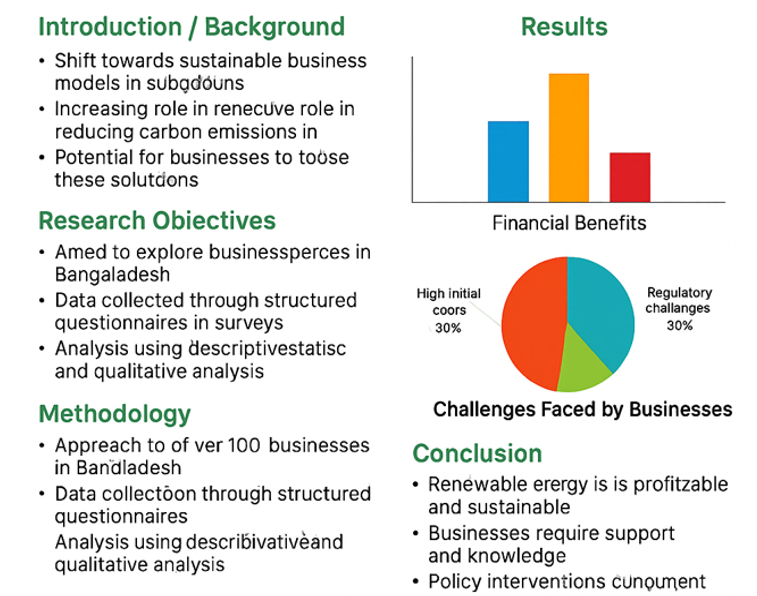 Introduction / Background
• Shift towards sustainable business
models in
• Increasing role in renecuve role in
reducing carbon emissions in
• Potential for businesses to toose
these solutdons
Research Obiectives
• Amed to explore businessperces in
Bangaladesh
• Data collected through structured
questionnaires in surveys
• Analysis using descriptivestatisc
and qualitative analysis
Methodology
• Appreach to of ver 100 businesses
in Bandladesh
• Data collectoon through structured
questionnaires
Analysis using
qualitative analysis
Results
Financial Benefits
High initial
coors
30%
Regulatory
challanges
30%
Challenges Faced by Businesses
Conclusion
• Renewable erergy is is profitzable
and sustainable
• Businesses require support
and knowledge
• Policy interventions